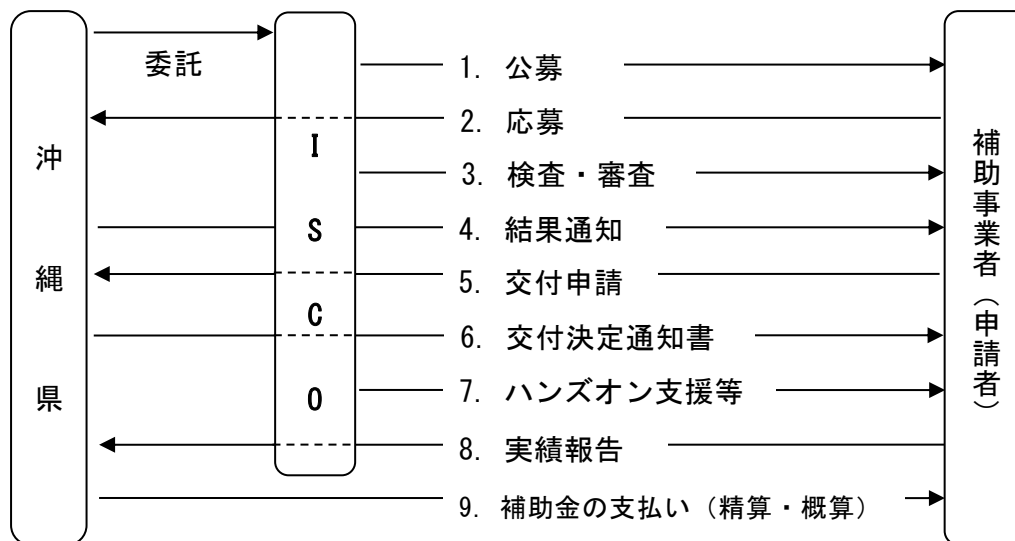 委託
沖縄県
ISCO
1. 公募
2. 応募
3. 検査・審査
4. 結果通知
5. 交付申請
6. 交付決定通知書
7. ハンズオン支援等
8. 実績報告
9. 補助金の支払い（精算・概算）
補助事業者（申請者）